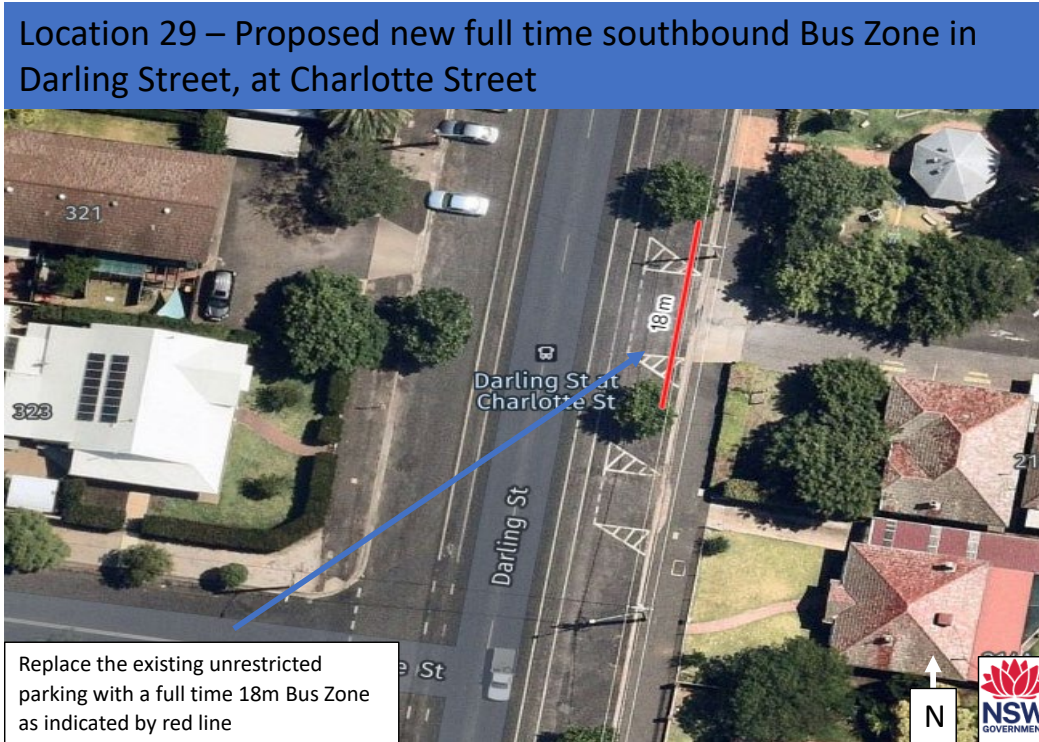 Location 29 – Proposed new full time southbound Bus Zone in
Darling Street, at Charlotte Street
321
18 m
Darling St at
Charlotte St
323
Darling St
e St
Replace the existing unrestricted
parking with a full time 18m Bus Zone
as indicated by red line
N
NSW
GOVERNMENT